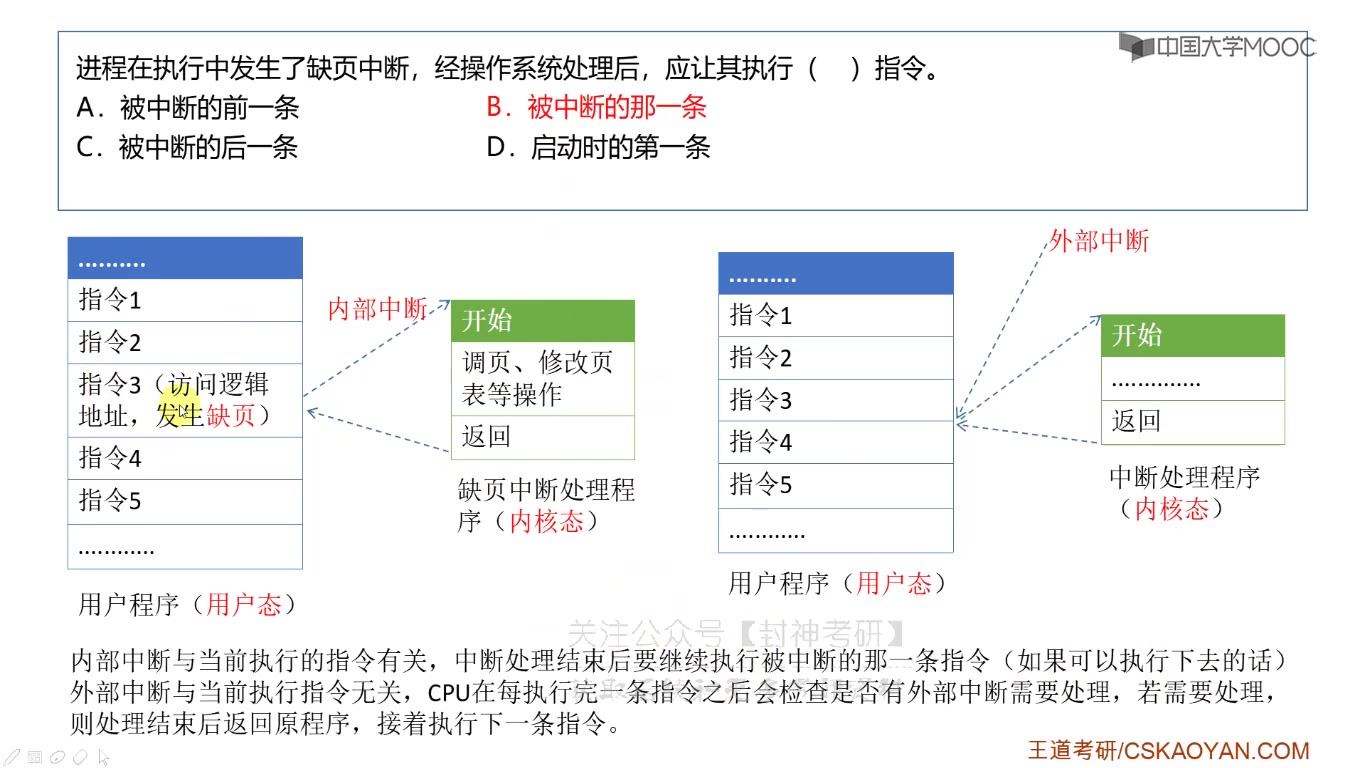 中国大学MOOC
进程在执行中发生了缺页中断，经操作系统处理后，应让其执行（    ）指令。
A．被中断的前一条    B．被中断的那一条
C．被中断的后一条    D．启动时的第一条
..........
指令1
指令2
指令3（访问逻辑
地址，发生缺页）
指令4
指令5
............
用户程序（用户态）
内部中断
开始
调页、修改页
表等操作
返回
缺页中断处理程
序（内核态）
..........
指令1
指令2
指令3
指令4
指令5
............
用户程序（用户态）
外部中断
开始
..............
返回
中断处理程序
（内核态）
关注公众号【封神考研】
内部中断与当前执行的指令有关，中断处理结束后要继续执行被中断的那一条指令（如果可以执行下去的话）
外部中断与当前执行指令无关，CPU在每执行完一条指令之后会检查是否有外部中断需要处理，若需要处理，
则处理结束后返回原程序，接着执行下一条指令。
王道考研/CSKAOYAN.COM